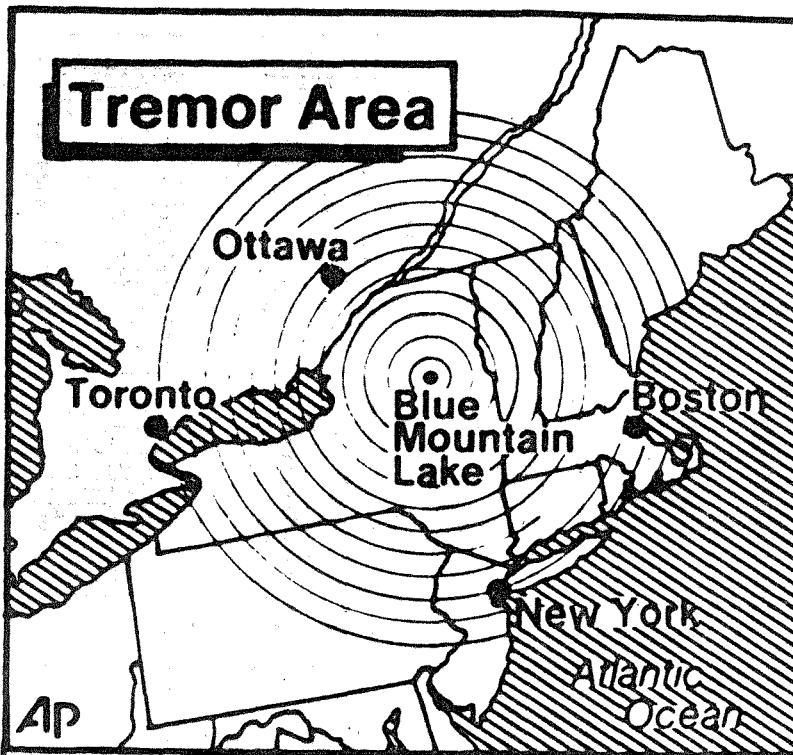 Tremor Area
Ottawa
Toronto
Blue
Mountain
Lake
Boston
New York
Atlantic
Ocean
AP